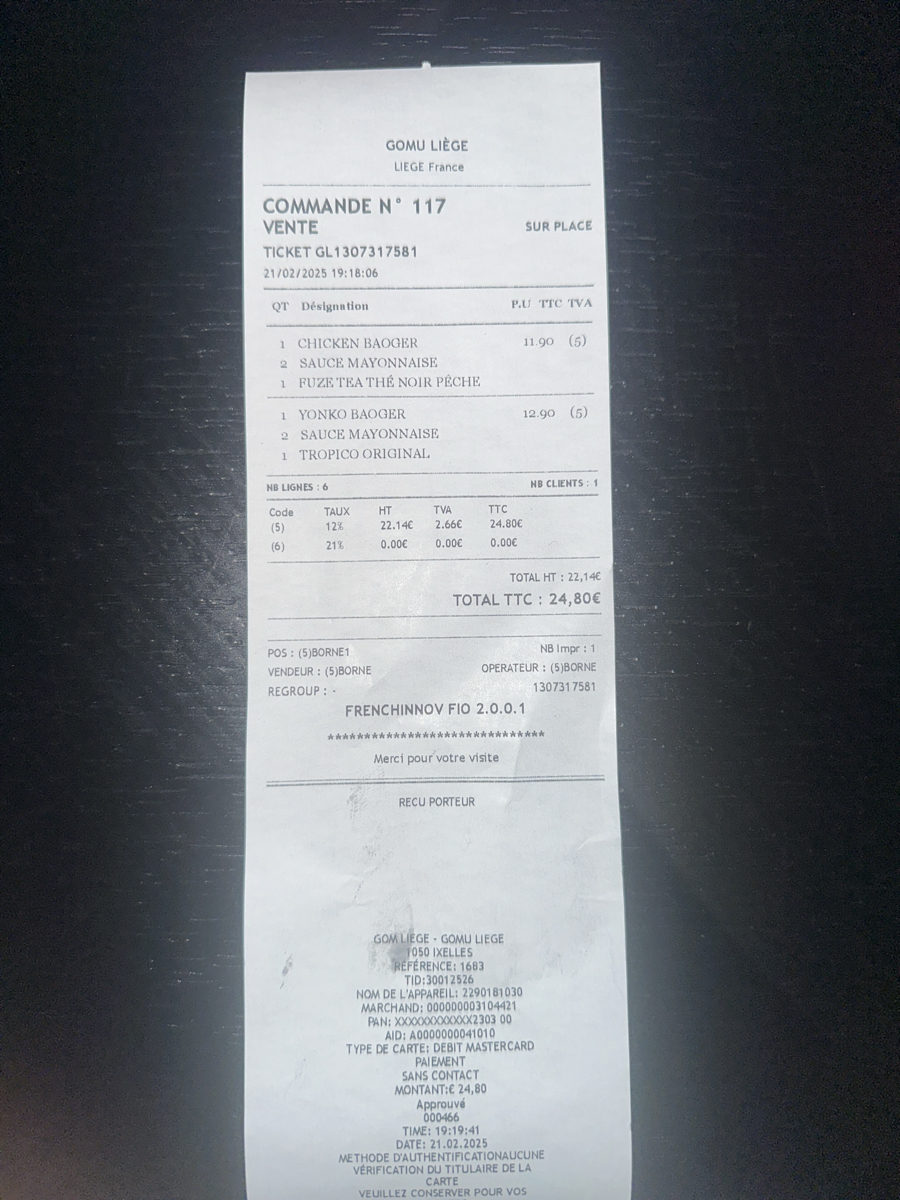 GOMU LIÈGE
LIEGE France
COMMANDE N° 117
VENTE SUR PLACE
TICKET GL1307317581
21/02/2025 19:18:06
QT Désignation P.U TTC TVA
1 CHICKEN BAOGER 11.90 (5)
2 SAUCE MAYONNAISE
1 FUZE TEA THÉ NOIR PÊCHE
1 YONKO BAOGER 12.90 (5)
2 SAUCE MAYONNAISE
1 TROPICO ORIGINAL
NB LIGNES : 6 NB CLIENTS : 1
Code TAUX HT TVA TTC
(5) 12% 22.14€ 2.66€ 24.80€
(6) 21% 0.00€ 0.00€ 0.00€
TOTAL HT : 22,14€
TOTAL TTC : 24,80€
POS : (5)BORNE1 NB Impr : 1
VENDEUR : (5)BORNE OPERATEUR : (5)BORNE
REGROUP : - 1307317581
FRENCHINNOV FIO 2.0.0.1
******************************
Merci pour votre visite
RECU PORTEUR
GOM LIEGE - GOMU LIEGE
1050 IXELLES
RÉFÉRENCE: 1683
TID:30012526
NOM DE L'APPAREIL: 2290181030
MARCHAND: 000000003104421
PAN: XXXXXXXXXXXX2303 00
AID: A0000000041010
TYPE DE CARTE: DEBIT MASTERCARD
PAIEMENT
SANS CONTACT
MONTANT:€ 24,80
Approuvé
000466
TIME: 19:19:41
DATE: 21.02.2025
METHODE D'AUTHENTIFICATIONAUCUNE
VÉRIFICATION DU TITULAIRE DE LA
CARTE
VEUILLEZ CONSERVER POUR VOS